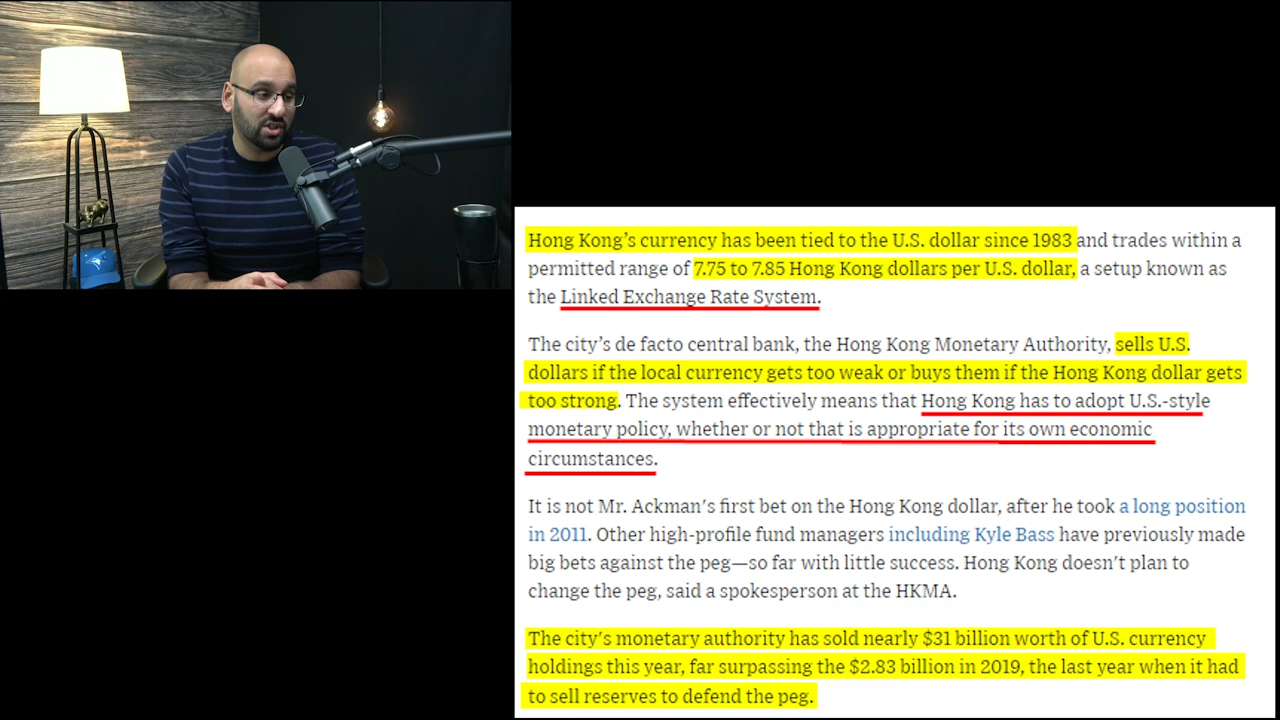 Hong Kong's currency has been tied to the U.S. dollar since 1983 and trades within a
permitted range of 7.75 to 7.85 Hong Kong dollars per U.S. dollar, a setup known as
the Linked Exchange Rate System.
The city's de facto central bank, the Hong Kong Monetary Authority, sells U.S.
dollars if the local currency gets too weak or buys them if the Hong Kong dollar gets
too strong. The system effectively means that Hong Kong has to adopt U.S.-style
monetary policy, whether or not that is appropriate for its own economic
circumstances.
It is not Mr. Ackman's first bet on the Hong Kong dollar, after he took a long position
in 2011. Other high-profile fund managers including Kyle Bass have previously made
big bets against the peg—so far with little success. Hong Kong doesn't plan to
change the peg, said a spokesperson at the HKMA.
The city's monetary authority has sold nearly $31 billion worth of U.S. currency
holdings this year, far surpassing the $2.83 billion in 2019, the last year when it had
to sell reserves to defend the peg.